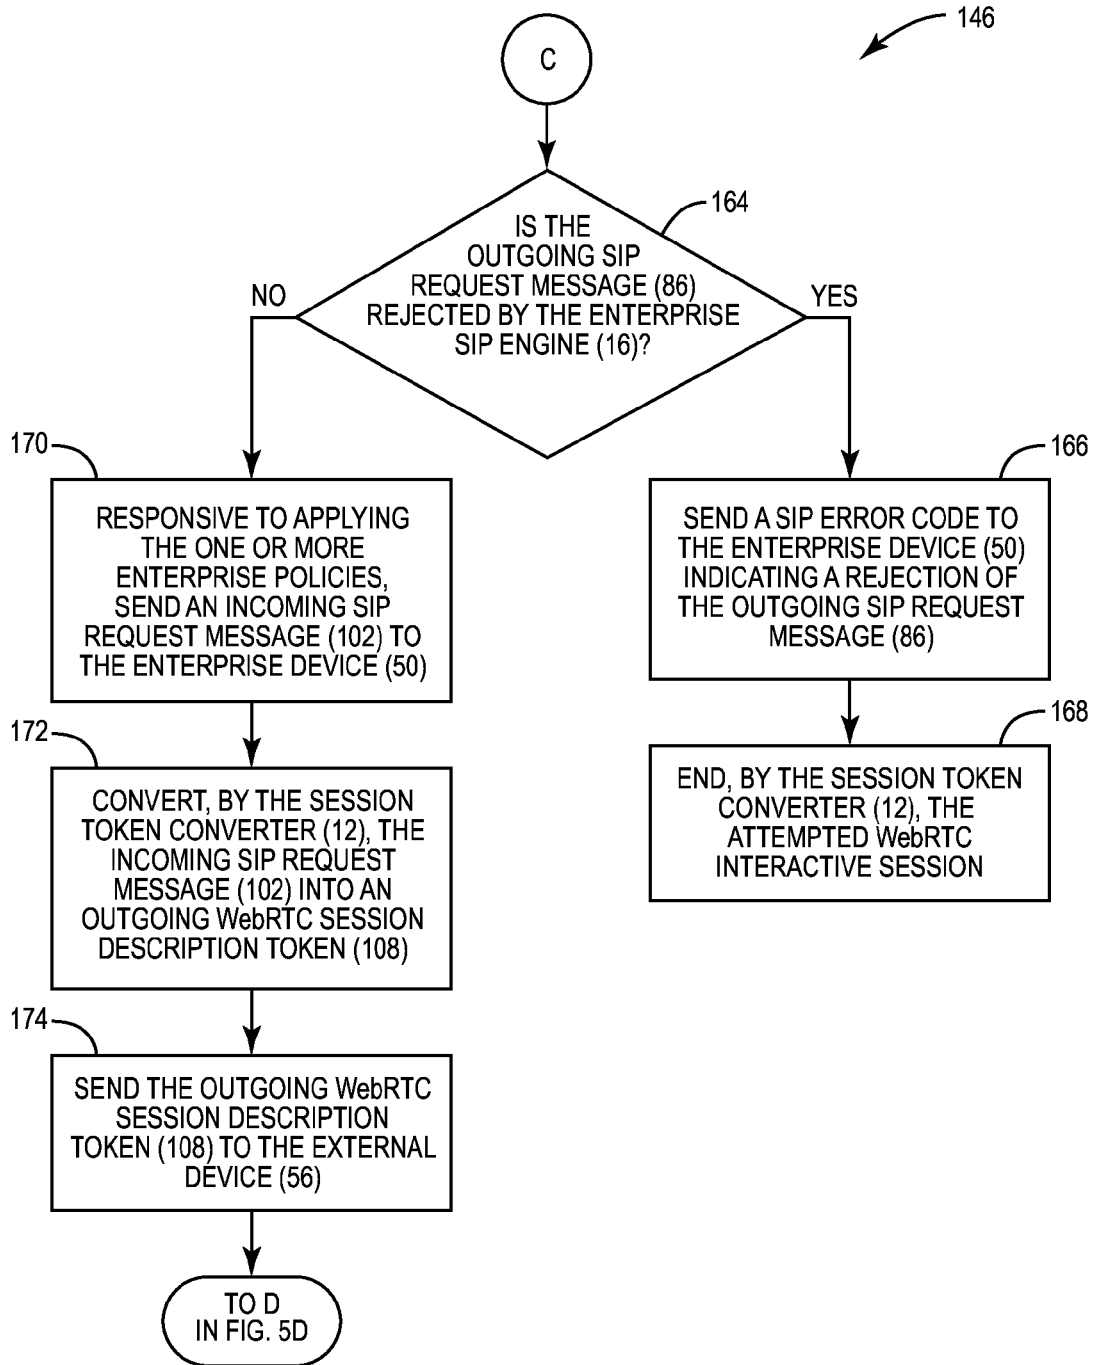 146
C
164
IS THE
OUTGOING SIP
REQUEST MESSAGE (86)
REJECTED BY THE ENTERPRISE
SIP ENGINE (16)?
NO
YES
170
RESPONSIVE TO APPLYING
THE ONE OR MORE
ENTERPRISE POLICIES,
SEND AN INCOMING SIP
REQUEST MESSAGE (102) TO
THE ENTERPRISE DEVICE (50)
166
SEND A SIP ERROR CODE TO
THE ENTERPRISE DEVICE (50)
INDICATING A REJECTION OF
THE OUTGOING SIP REQUEST
MESSAGE (86)
172
CONVERT, BY THE SESSION
TOKEN CONVERTER (12), THE
INCOMING SIP REQUEST
MESSAGE (102) INTO AN
OUTGOING WebRTC SESSION
DESCRIPTION TOKEN (108)
168
END, BY THE SESSION TOKEN
CONVERTER (12), THE
ATTEMPTED WebRTC
INTERACTIVE SESSION
174
SEND THE OUTGOING WebRTC
SESSION DESCRIPTION
TOKEN (108) TO THE EXTERNAL
DEVICE (56)
TO D
IN FIG. 5D